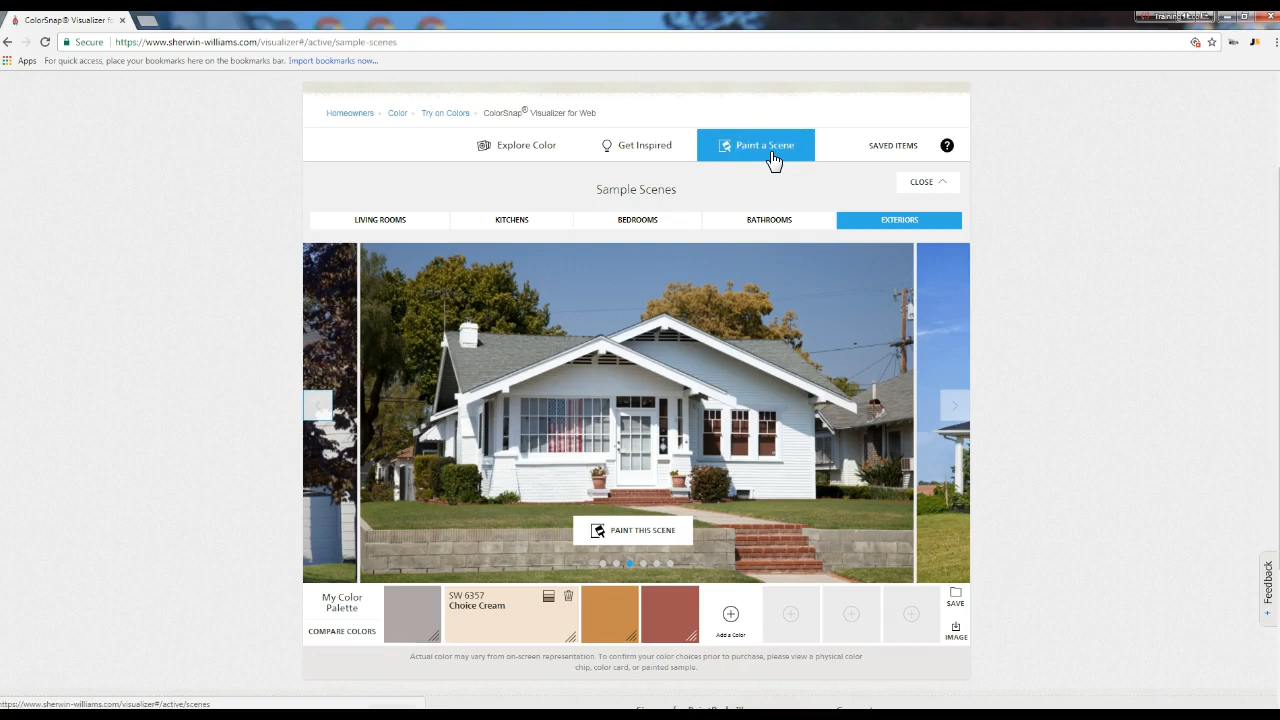 ColorSnap® Visualizer fo
Secure
https://www.sherwin-williams.com/visualizer#/active/sample-scenes
Apps
For quick access, place your bookmarks here on the bookmarks bar.
Import bookmarks now...
Homeowners
Color
Try on Colors
ColorSnap® Visualizer for Web
Explore Color
Get Inspired
Paint a Scene
SAVED ITEMS
?
Sample Scenes
CLOSE
LIVING ROOMS
KITCHENS
BEDROOMS
BATHROOMS
EXTERIORS
PAINT THIS SCENE
My Color
Palette
COMPARE COLORS
SW 6357
Choice Cream
Add a Color
SAVE
IMAGE
Feedback
Actual color may vary from on-screen representation. To confirm your color choices prior to purchase, please view a physical color
chip, color card, or painted sample.
https://www.sherwin-williams.com/visualizer#/active/scenes